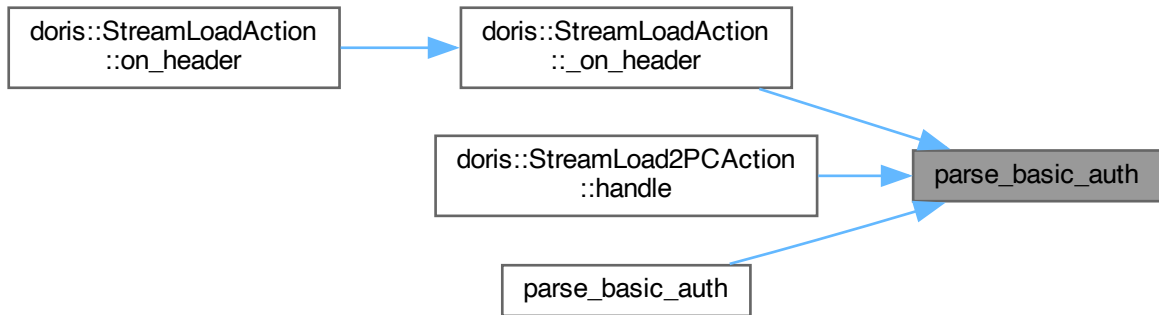 doris::StreamLoadAction
::on_header
doris::StreamLoadAction
::_on_header
doris::StreamLoad2PCAction
::handle
parse_basic_auth
parse_basic_auth